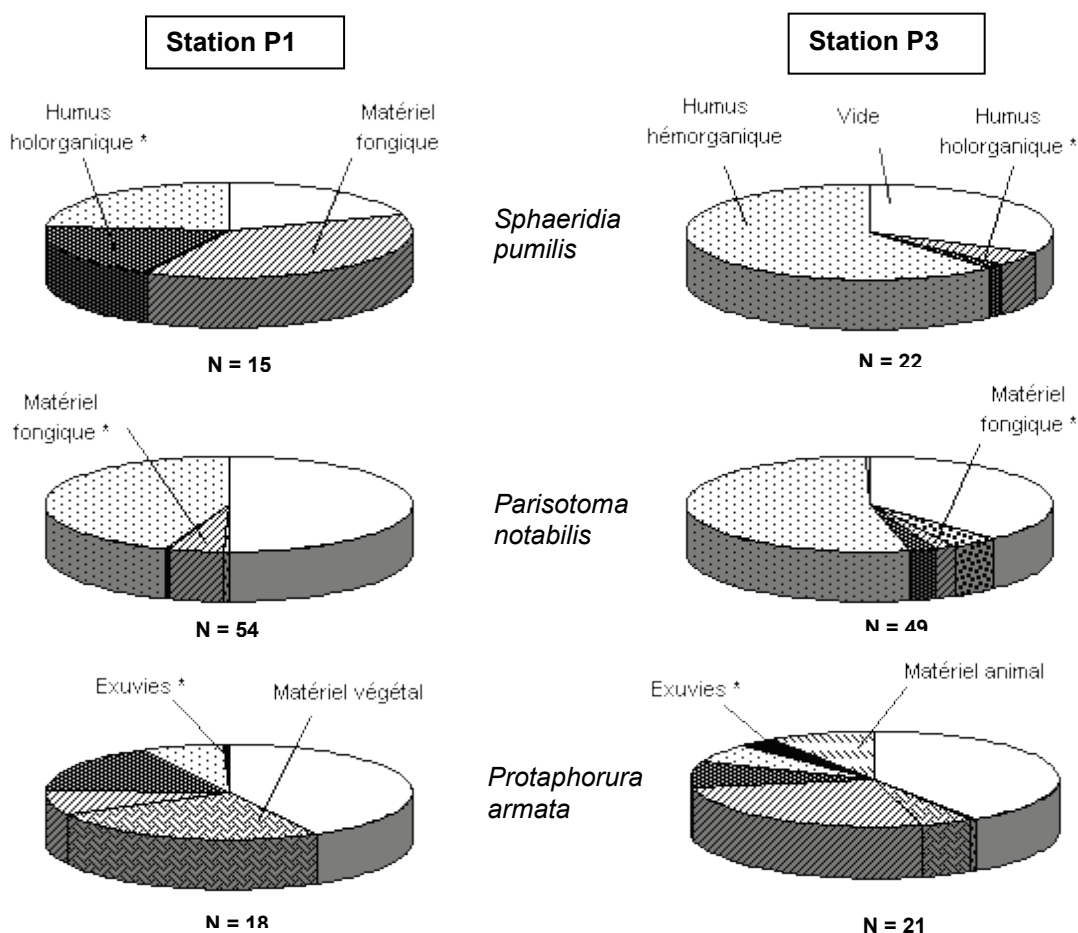 Station P1
Station P3
Humus
holorganique *
Matériel
fongique
Humus
hémorganique
Vide
Humus
holorganique *
Sphaeridia
pumilis
N = 15
N = 22
Matériel
fongique *
Matériel
fongique *
Parisotoma
notabilis
N = 54
N = 49
Exuvies *
Matériel végétal
Exuvies *
Matériel animal
Protaphorura
armata
N = 18
N = 21